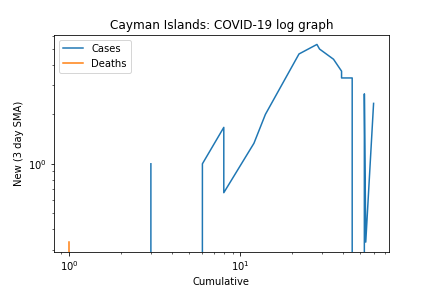 Cayman Islands: COVID-19 log graph
Cases
Deaths
New (3 day SMA)
10⁰
10⁰
10¹
Cumulative